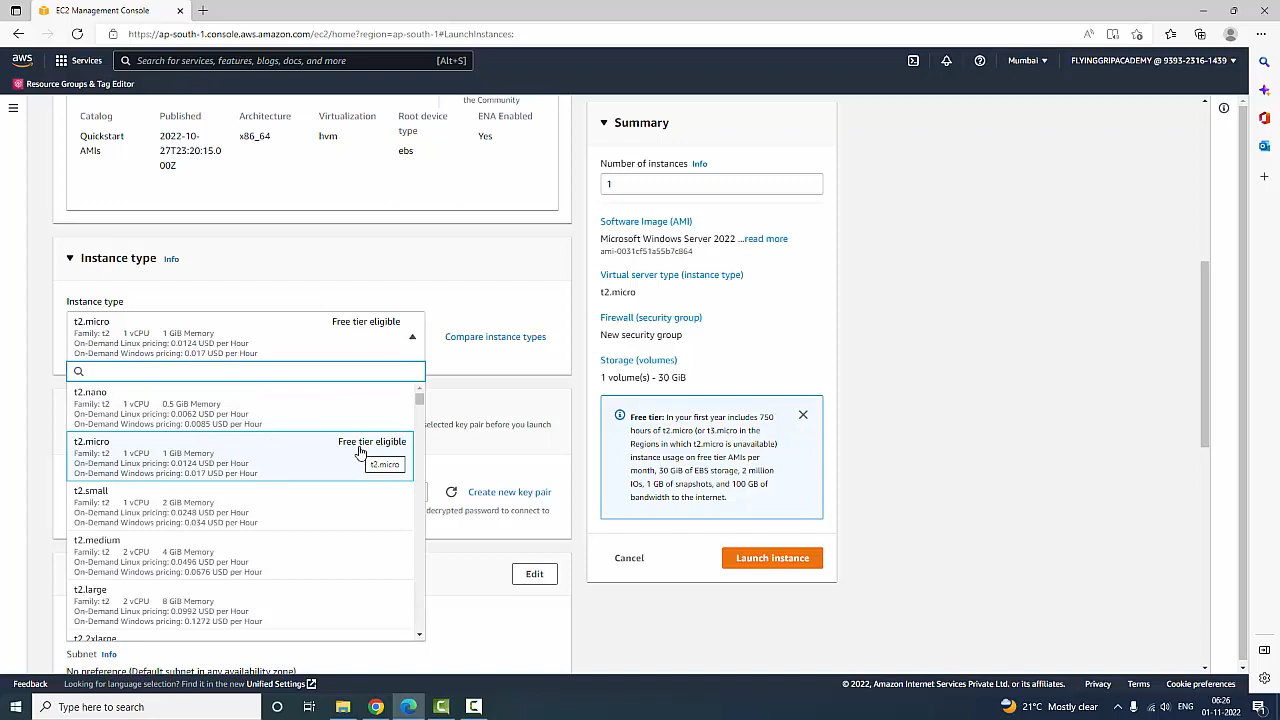 EC2 Management Console
https://ap-south-1.console.aws.amazon.com/ec2/home?region=ap-south-1#LaunchInstances:
aws
Services
Search for services, features, blogs, docs, and more
[Alt+S]
Mumbai
FLYINGGRIPACADEMY @ 9393-2316-1439
Resource Groups & Tag Editor
the Community
Catalog
Published
Architecture
Virtualization
Root device type
ENA Enabled
Quickstart AMIs
2022-10-27T23:20:15.000Z
x86_64
hvm
ebs
Yes
Instance type
Info
Instance type
t2.micro
Free tier eligible
Family: t2 1 vCPU 1 GiB Memory
On-Demand Linux pricing: 0.0124 USD per Hour
On-Demand Windows pricing: 0.017 USD per Hour
Compare instance types
t2.nano
Family: t2 1 vCPU 0.5 GiB Memory
On-Demand Linux pricing: 0.0062 USD per Hour
On-Demand Windows pricing: 0.0085 USD per Hour
t2.micro
Free tier eligible
Family: t2 1 vCPU 1 GiB Memory
On-Demand Linux pricing: 0.0124 USD per Hour
On-Demand Windows pricing: 0.017 USD per Hour
t2.micro
t2.small
Family: t2 1 vCPU 2 GiB Memory
On-Demand Linux pricing: 0.0248 USD per Hour
On-Demand Windows pricing: 0.034 USD per Hour
t2.medium
Family: t2 2 vCPU 4 GiB Memory
On-Demand Linux pricing: 0.0496 USD per Hour
On-Demand Windows pricing: 0.0676 USD per Hour
t2.large
Family: t2 2 vCPU 8 GiB Memory
On-Demand Linux pricing: 0.0992 USD per Hour
On-Demand Windows pricing: 0.1272 USD per Hour
t2.2xlarge
selected key pair before you launch
Create new key pair
decrypted password to connect to
Edit
Subnet
Info
No preference (Default subnet in any availability zone)
Summary
Number of instances
Info
1
Software Image (AMI)
Microsoft Windows Server 2022 ...read more
ami-0031cf51a55b7c864
Virtual server type (instance type)
t2.micro
Firewall (security group)
New security group
Storage (volumes)
1 volume(s) - 30 GiB
Free tier: In your first year includes 750
hours of t2.micro (or t3.micro in the
Regions in which t2.micro is unavailable)
instance usage on free tier AMIs per
month, 30 GiB of EBS storage, 2 million
IOs, 1 GB of snapshots, and 100 GB of
bandwidth to the internet.
Cancel
Launch instance
Feedback
Looking for language selection? Find it in the new Unified Settings
© 2022, Amazon Internet Services Private Ltd. or its affiliates.
Privacy
Terms
Cookie preferences
Type here to search
21°C Mostly clear
ENG
06:26
01-11-2022